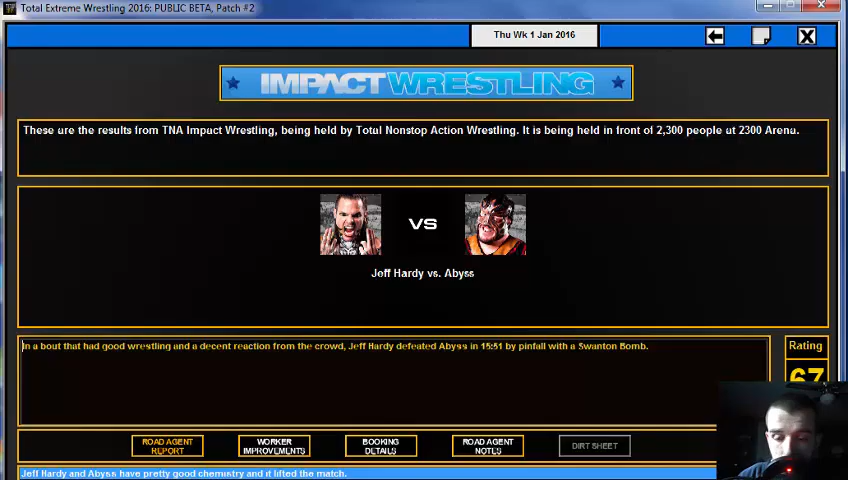 Total Extreme Wrestling 2016: PUBLIC BETA, Patch #2
Thu Wk 1 Jan 2016
IMPACT WRESTLING
These are the results from TNA Impact Wrestling, being held by Total Nonstop Action Wrestling. It is being held in front of 2,300 people at 2300 Arena.
VS
Jeff Hardy vs. Abyss
In a bout that had good wrestling and a decent reaction from the crowd, Jeff Hardy defeated Abyss in 15:51 by pinfall with a Swanton Bomb.
Rating
67
ROAD AGENT REPORT
WORKER IMPROVEMENTS
BOOKING DETAILS
ROAD AGENT NOTES
DIRT SHEET
Jeff Hardy and Abyss have pretty good chemistry and it lifted the match.